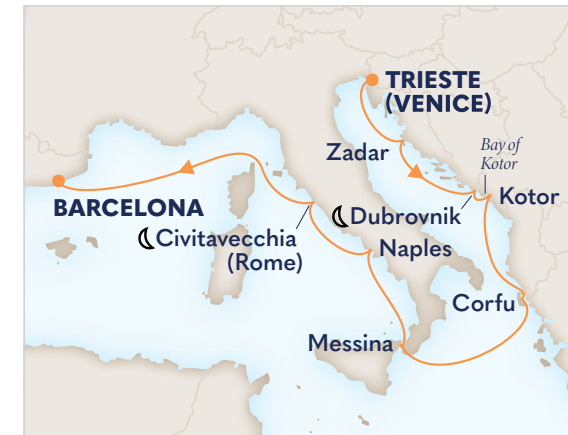 TRIESTE
(VENICE)
Zadar
Bay of
Kotor
Kotor
Dubrovnik
BARCELONA
Civitavecchia
(Rome)
Naples
Corfu
Messina